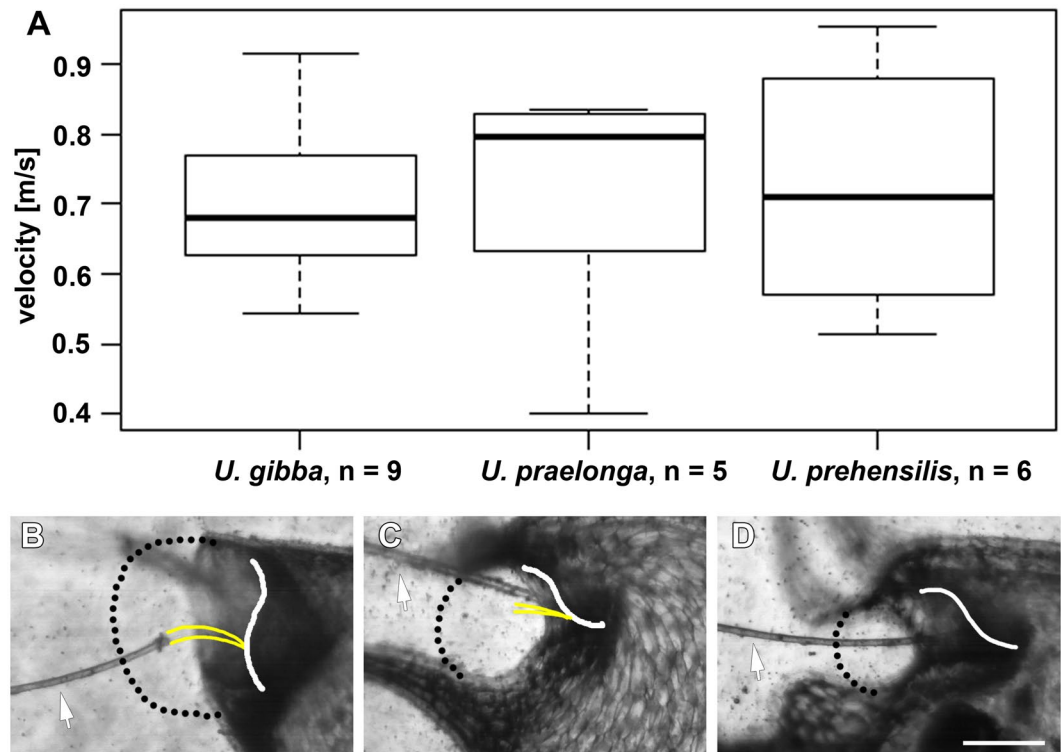 A
velocity [m/s]
0.9
0.8
0.7
0.6
0.5
0.4
U. gibba, n = 9
U. praelonga, n = 5
U. prehensilis, n = 6
B
C
D